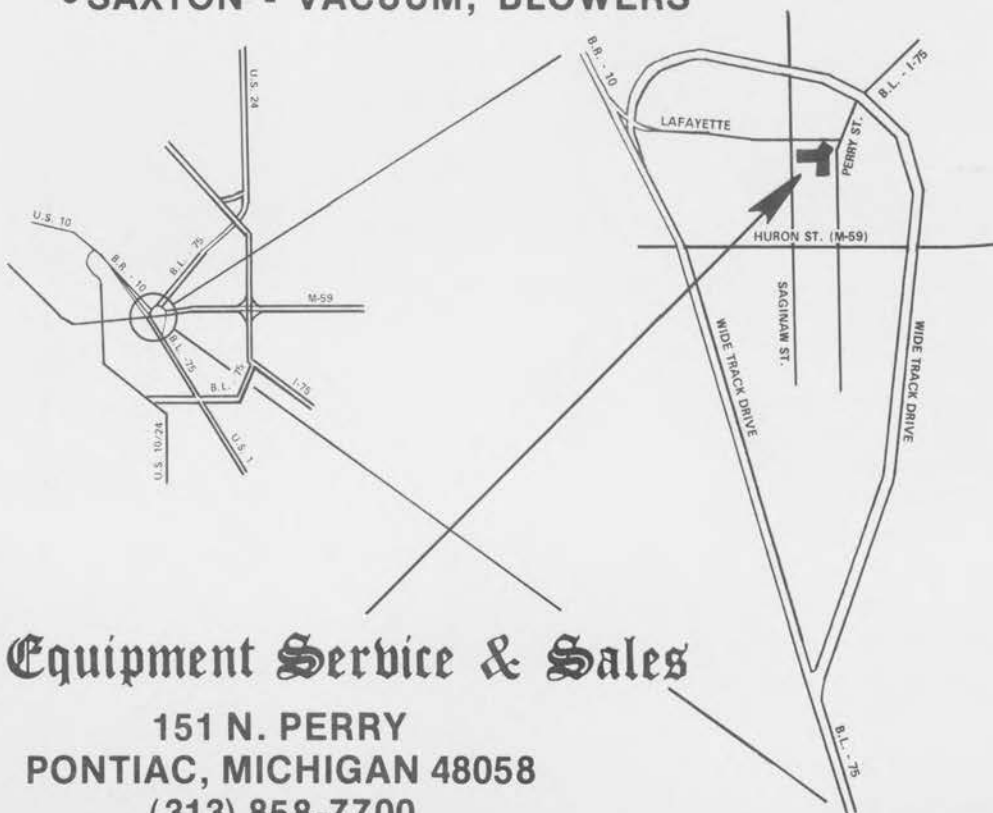 • SAXTON - VACUUM, BLOWERS
U.S. 24
U.S. 10
B.R. - 10
B.L. 75
M-59
B.L. -75
B.L. 75
I-75
U.S. 10/24
U.S. 1
B.R. - 10
B.L. - I-75
LAFAYETTE
PERRY ST.
HURON ST. (M-59)
SAGINAW ST.
WIDE TRACK DRIVE
WIDE TRACK DRIVE
B.L. - 75
Equipment Service & Sales
151 N. PERRY
PONTIAC, MICHIGAN 48058
(313) 858-7700